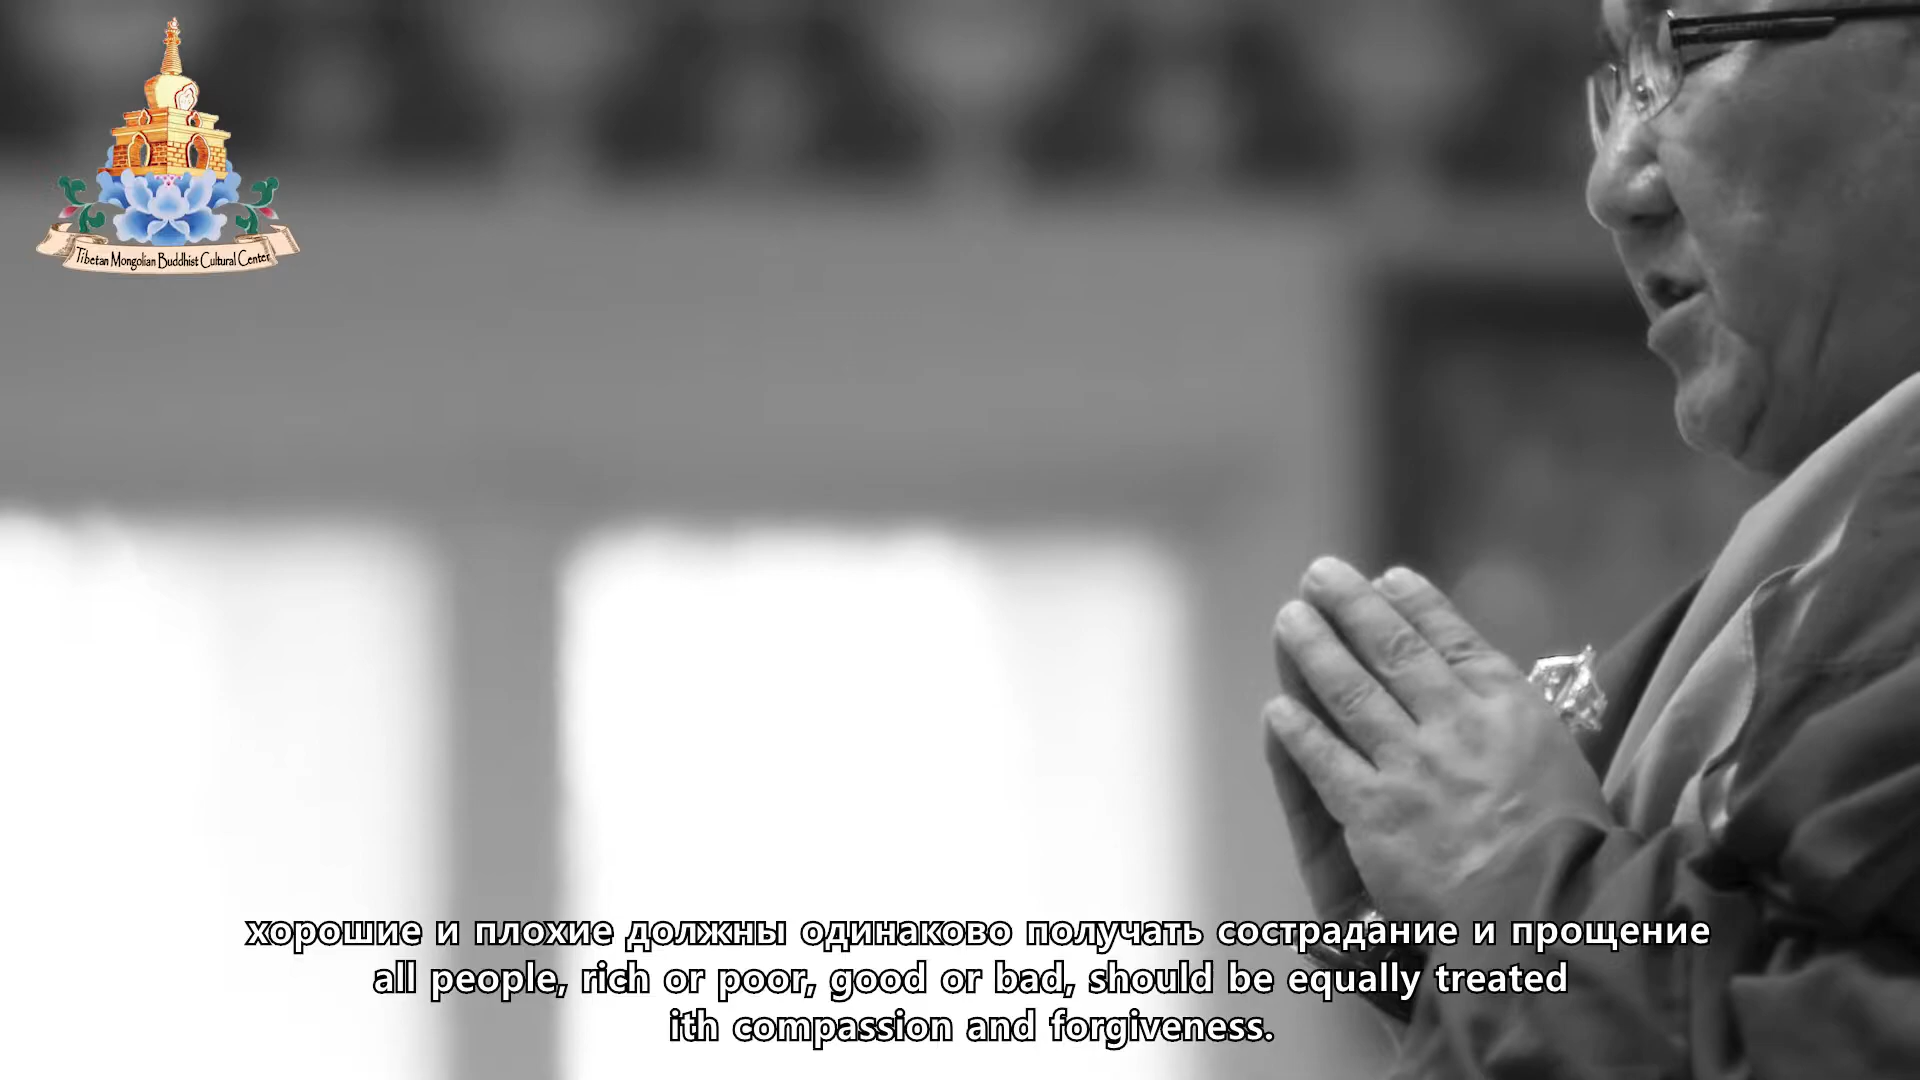 Tibetan Mongolian Buddhist Cultural Center
хорошие и плохие должны одинаково получать сострадание и прощение
all people, rich or poor, good or bad, should be equally treated
ith compassion and forgiveness.